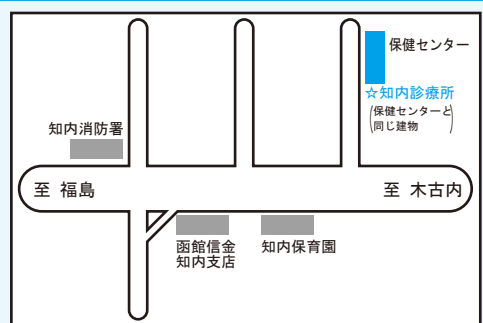 保健センター
☆知内診療所
(保健センターと
同じ建物)
知内消防署
至 福島
至 木古内
函館信金
知内支店
知内保育園